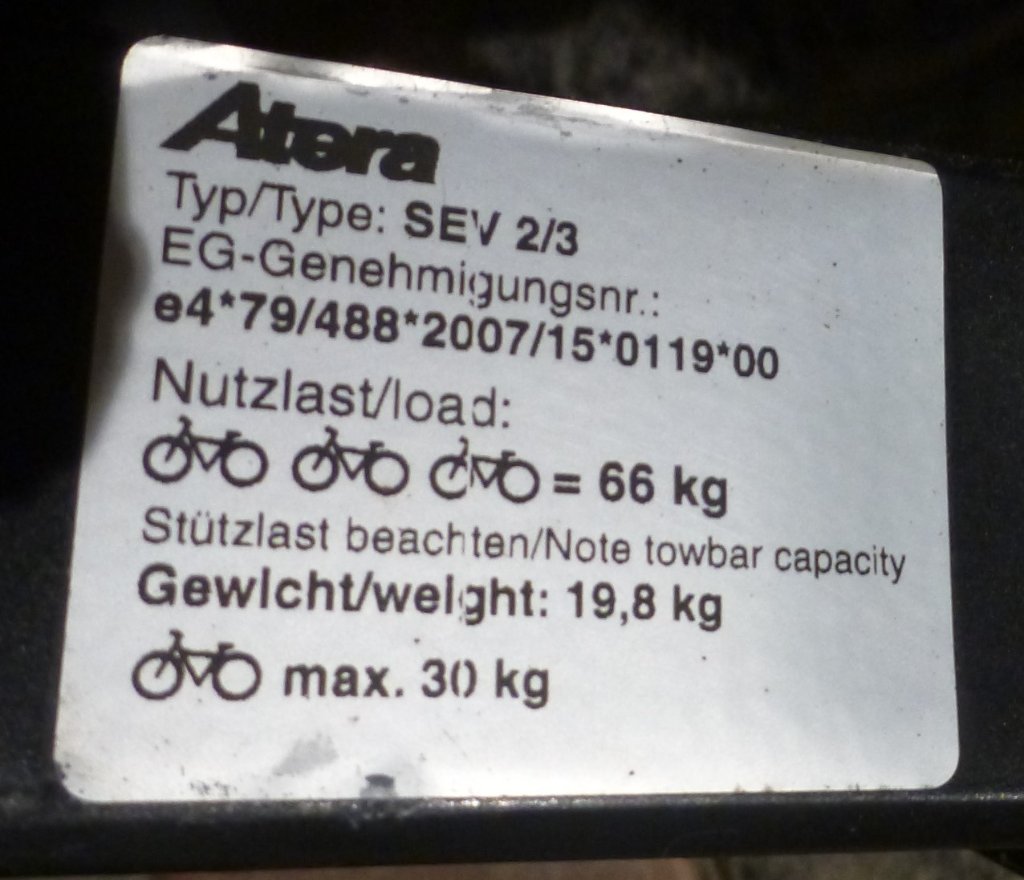 Atera
Typ/Type: SEV 2/3
EG-Genehmigungsnr.:
e4*79/488*2007/15*0119*00
Nutzlast/load:
= 66 kg
Stützlast beachten/Note towbar capacity
Gewicht/weight: 19,8 kg
max. 30 kg